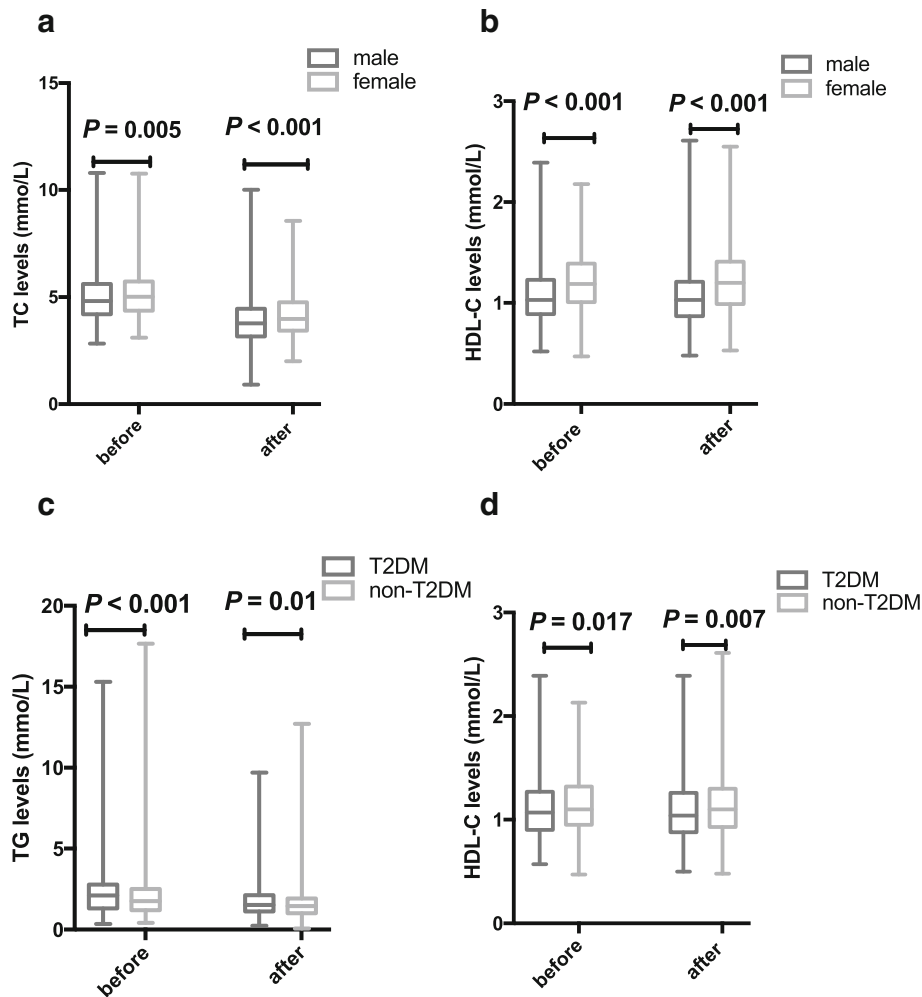 a
male
female
15
10
5
0
TC levels (mmo/L)
P = 0.005
P < 0.001
before
after
b
male
female
3
2
1
0
HDL-C levels (mmol/L)
P < 0.001
P < 0.001
before
after
c
T2DM
non-T2DM
20
15
10
5
0
TG levels (mmo/L)
P < 0.001
P = 0.01
before
after
d
T2DM
non-T2DM
3
2
1
0
HDL-C levels (mmol/L)
P = 0.017
P = 0.007
before
after